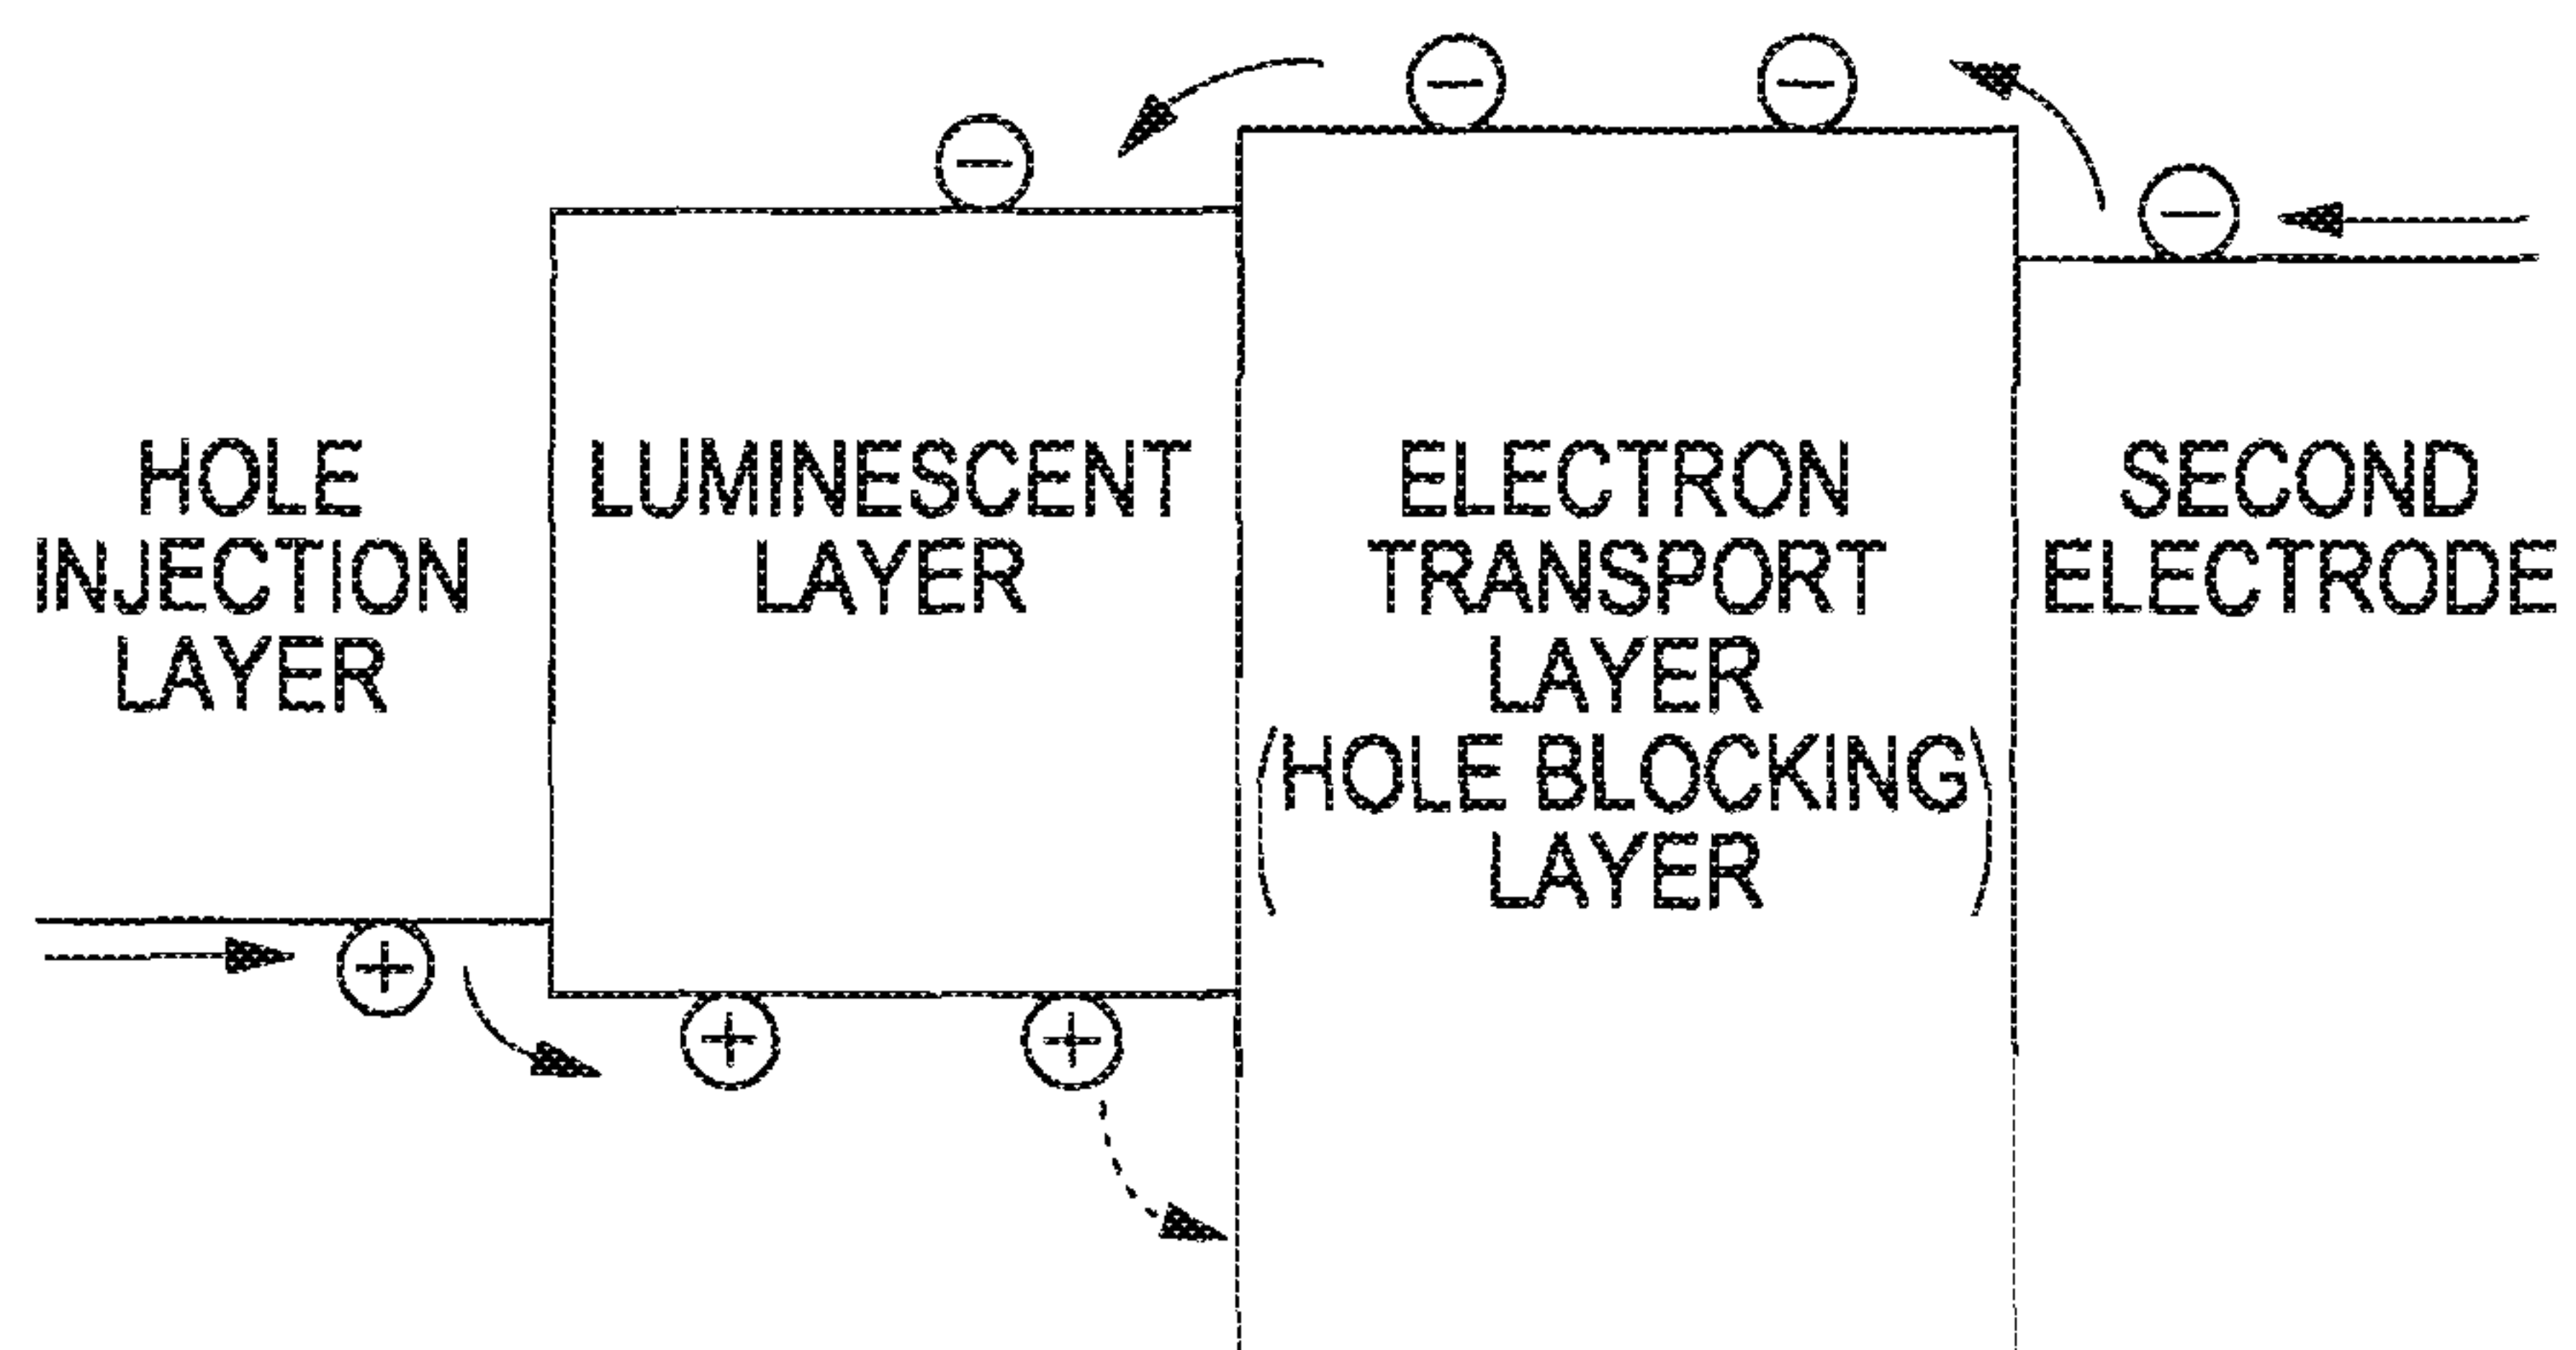 HOLE
INJECTION
LAYER
LUMINESCENT
LAYER
ELECTRON
TRANSPORT
LAYER
(HOLE BLOCKING
LAYER)
SECOND
ELECTRODE